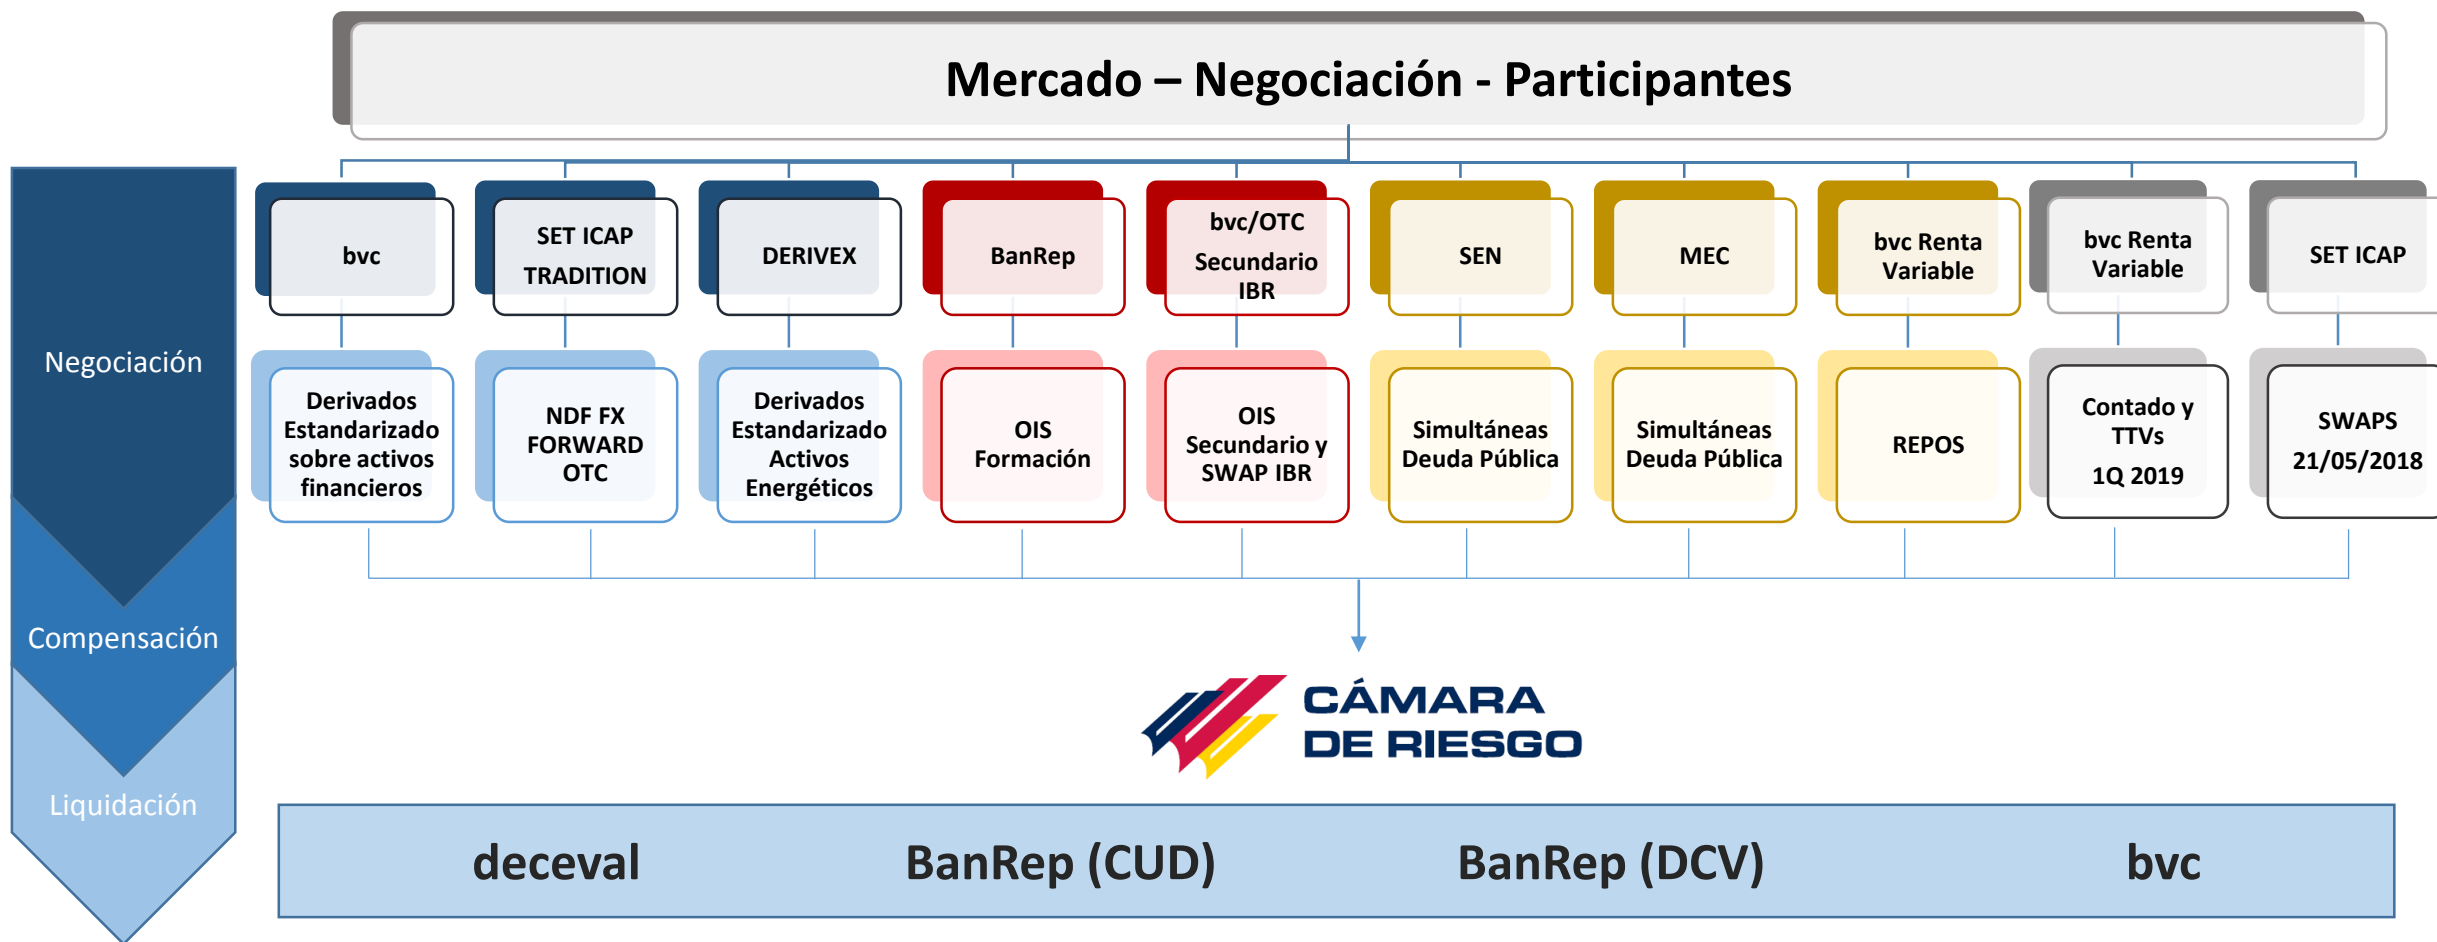 Mercado – Negociación - Participantes
Negociación
Compensación
Liquidación
bvc
SET ICAP
TRADITION
DERIVEX
BanRep
bvc/OTC
Secundario
IBR
SEN
MEC
bvc Renta
Variable
bvc Renta
Variable
SET ICAP
Derivados
Estandarizado
sobre activos
financieros
NDF FX
FORWARD
OTC
Derivados
Estandarizado
Activos
Energéticos
OIS
Formación
OIS
Secundario y
SWAP IBR
Simultáneas
Deuda Pública
Simultáneas
Deuda Pública
REPOS
Contado y
TTVs
1Q 2019
SWAPS
21/05/2018
CÁMARA
DE RIESGO
deceval
BanRep (CUD)
BanRep (DCV)
bvc